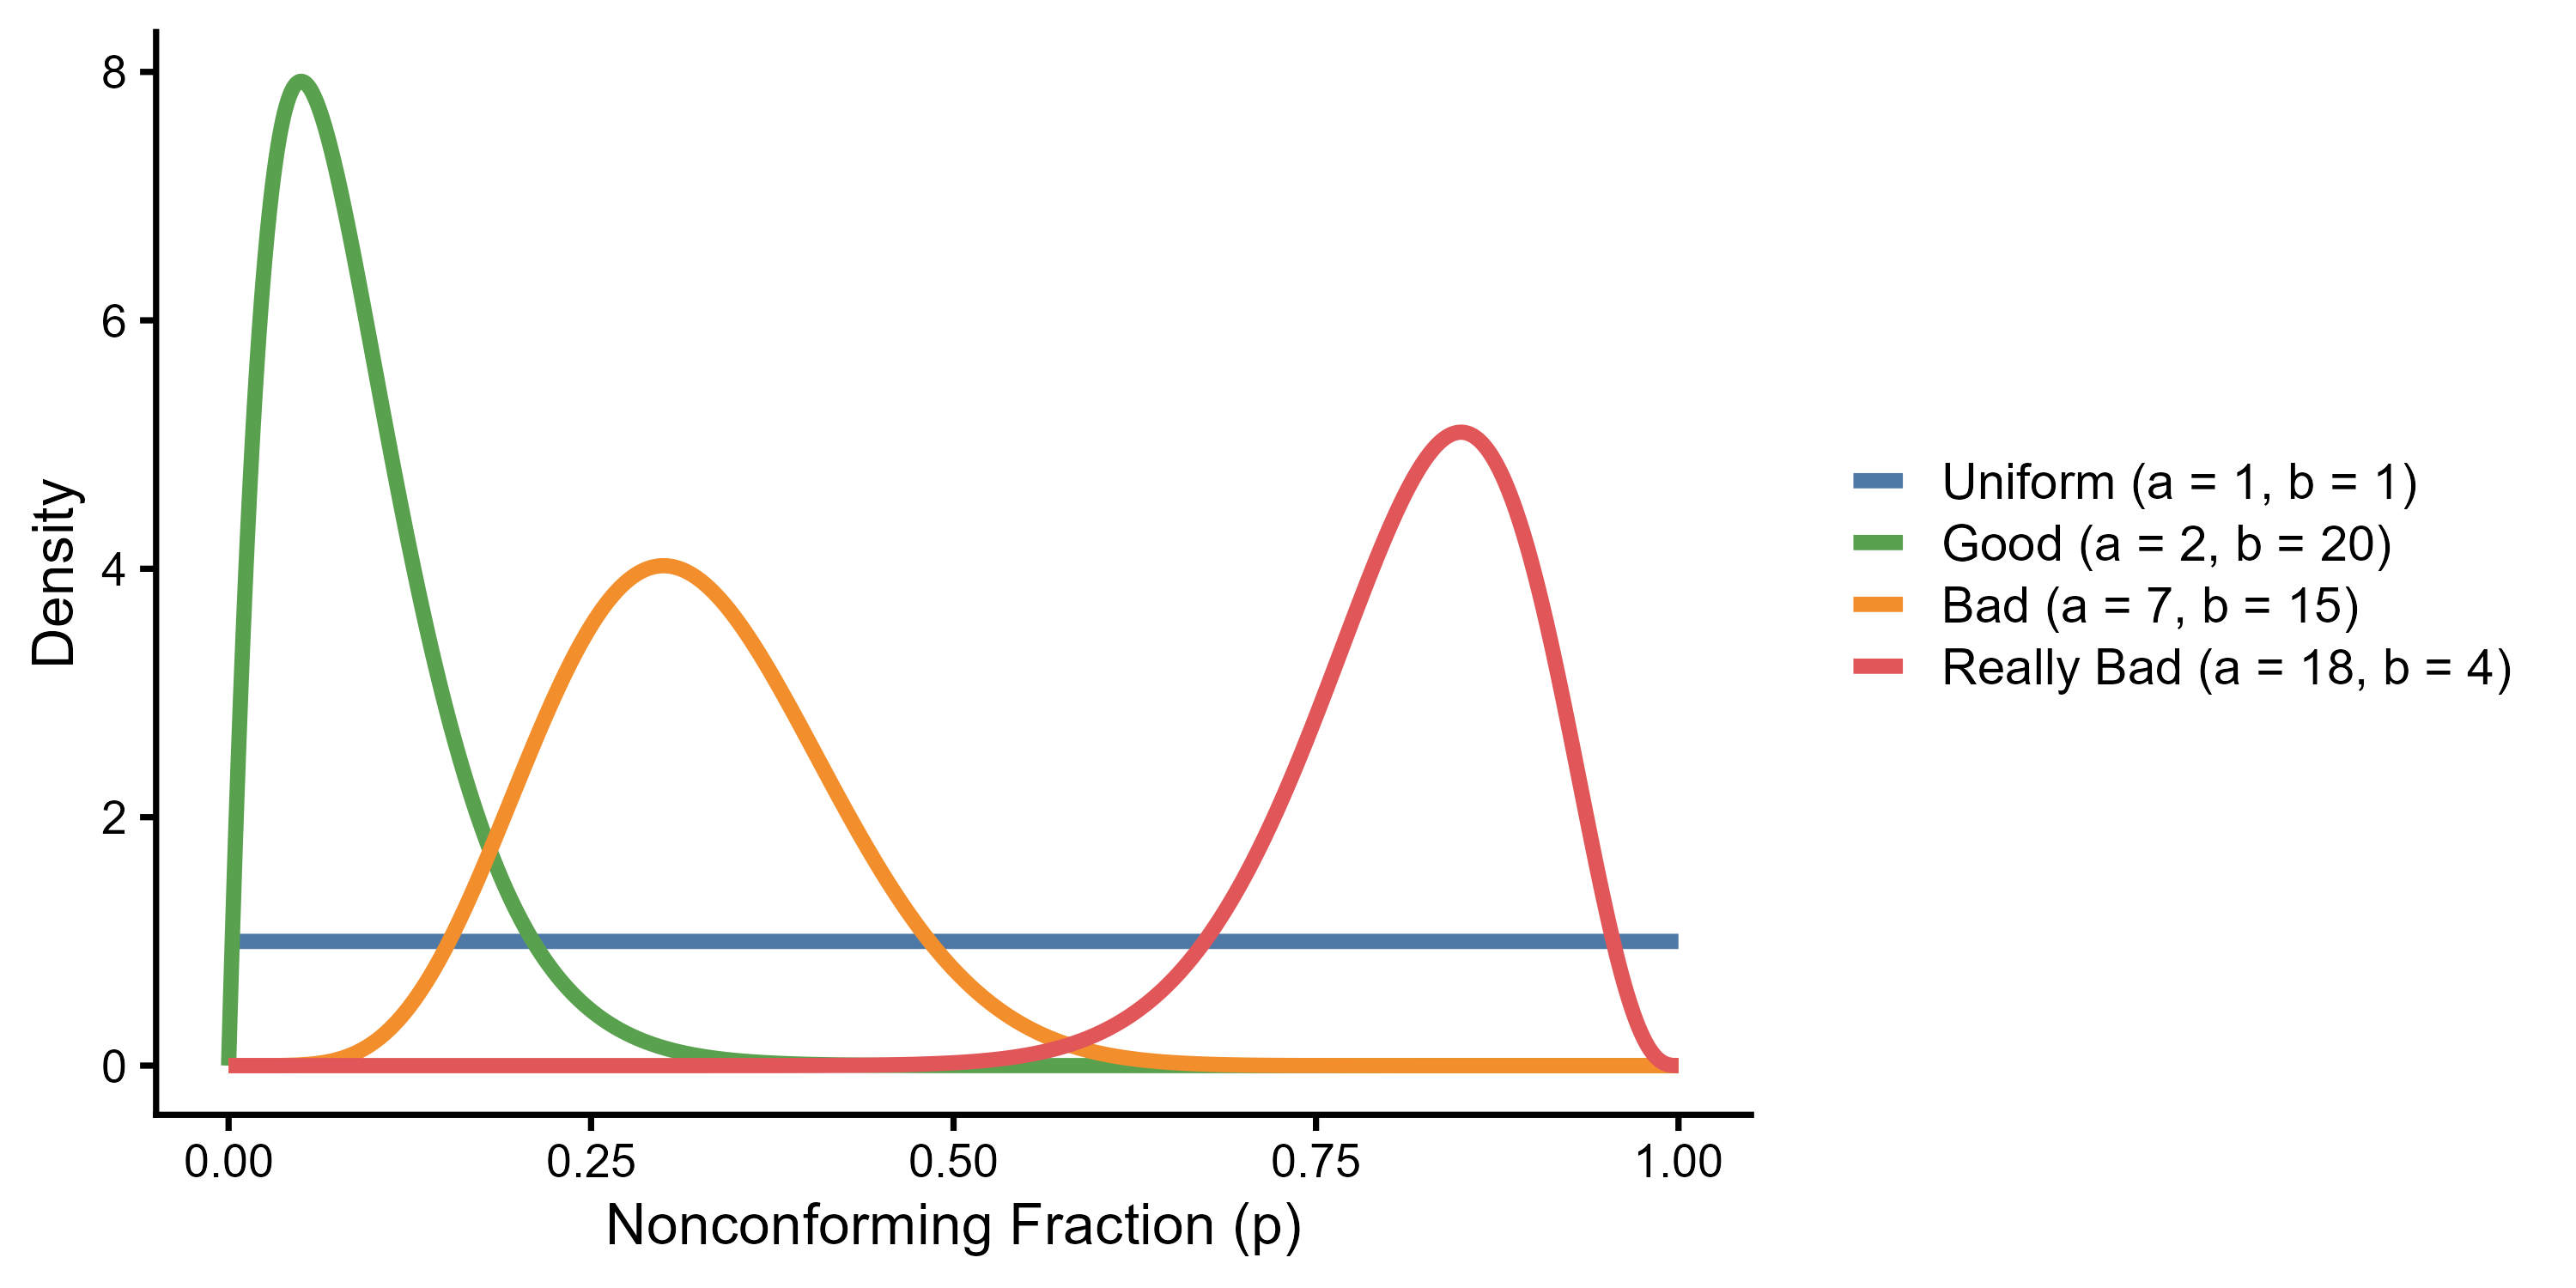 8
6
4
2
0
Density
0.00 0.25 0.50 0.75 1.00
Nonconforming Fraction (p)
Uniform (a = 1, b = 1)
Good (a = 2, b = 20)
Bad (a = 7, b = 15)
Really Bad (a = 18, b = 4)